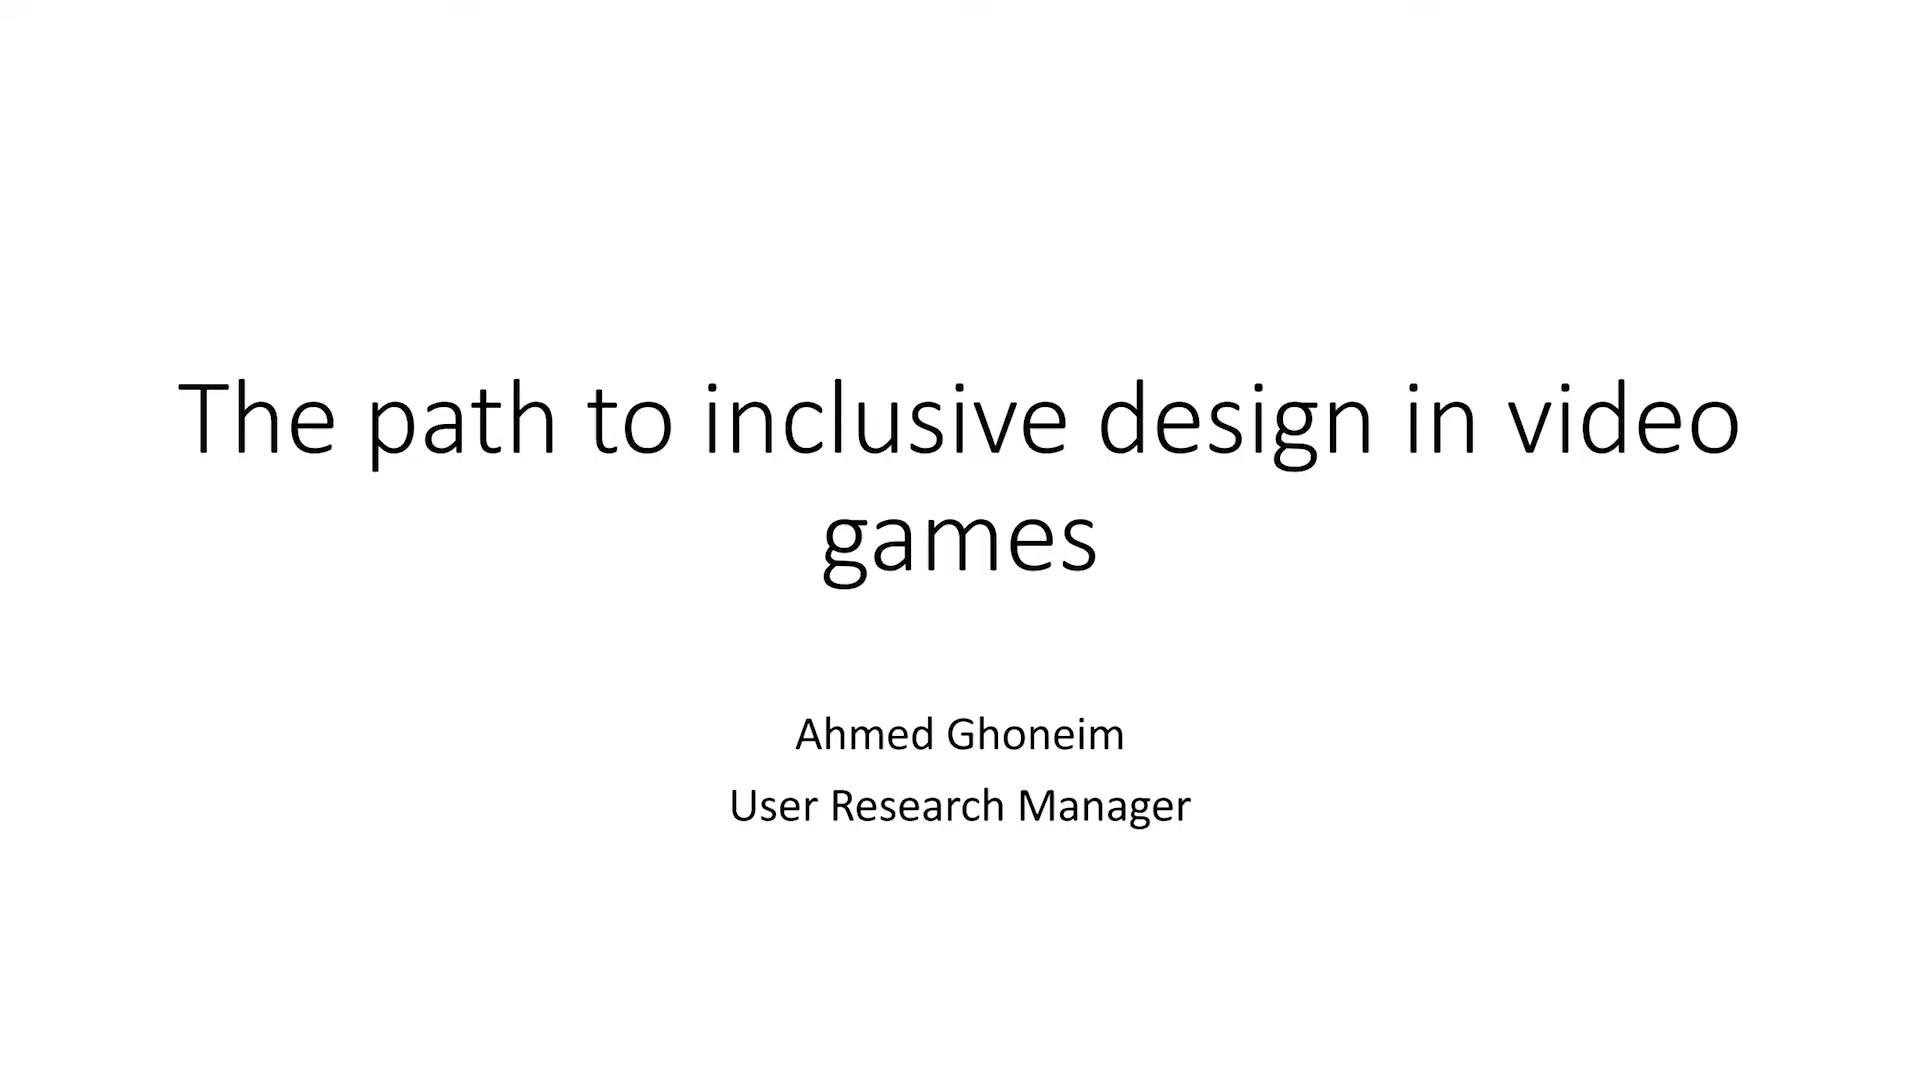 The path to inclusive design in video
games
Ahmed Ghoneim
User Research Manager